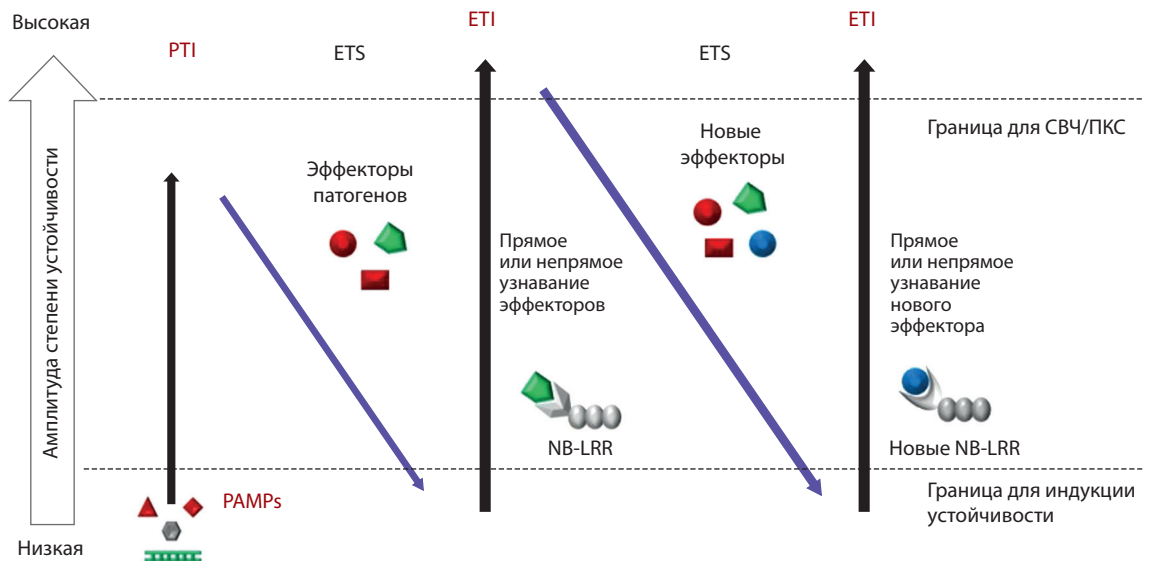 Высокая
Амплитуда степени устойчивости
Низкая
PTI
PAMPs
ETS
Эффекторы
патогенов
ETI
Прямое
или непрямое
узнавание
эффекторов
NB-LRR
ETS
Новые
эффекторы
ETI
Прямое
или непрямое
узнавание
нового
эффектора
Новые NB-LRR
Граница для СВЧ/ПКС
Граница для индукции
устойчивости